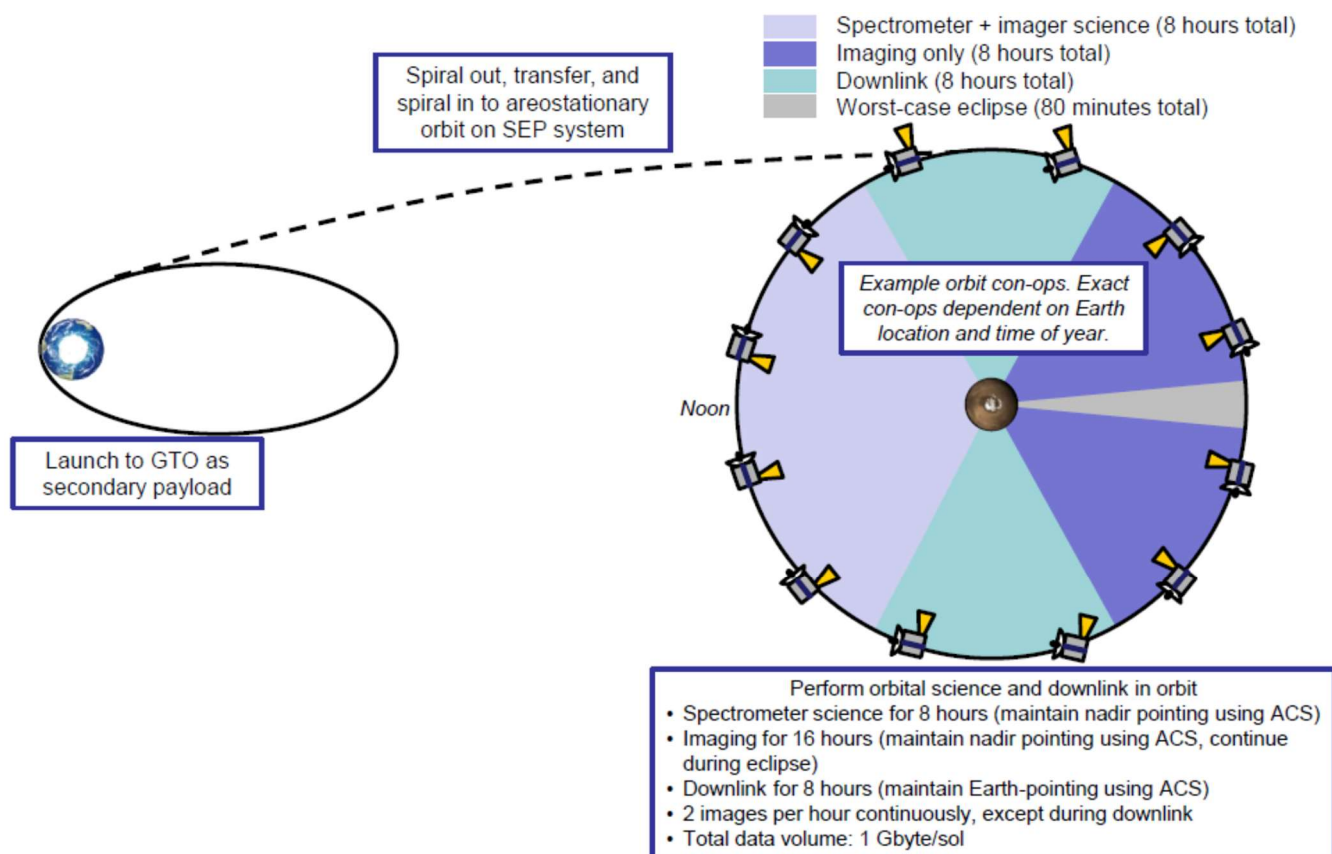 Spectrometer + imager science (8 hours total)
Imaging only (8 hours total)
Downlink (8 hours total)
Worst-case eclipse (80 minutes total)
Spiral out, transfer, and
spiral in to areostationary
orbit on SEP system
Example orbit con-ops. Exact
con-ops dependent on Earth
location and time of year.
Noon
Launch to GTO as
secondary payload
Perform orbital science and downlink in orbit
• Spectrometer science for 8 hours (maintain nadir pointing using ACS)
• Imaging for 16 hours (maintain nadir pointing using ACS, continue
during eclipse)
• Downlink for 8 hours (maintain Earth-pointing using ACS)
• 2 images per hour continuously, except during downlink
• Total data volume: 1 Gbyte/sol